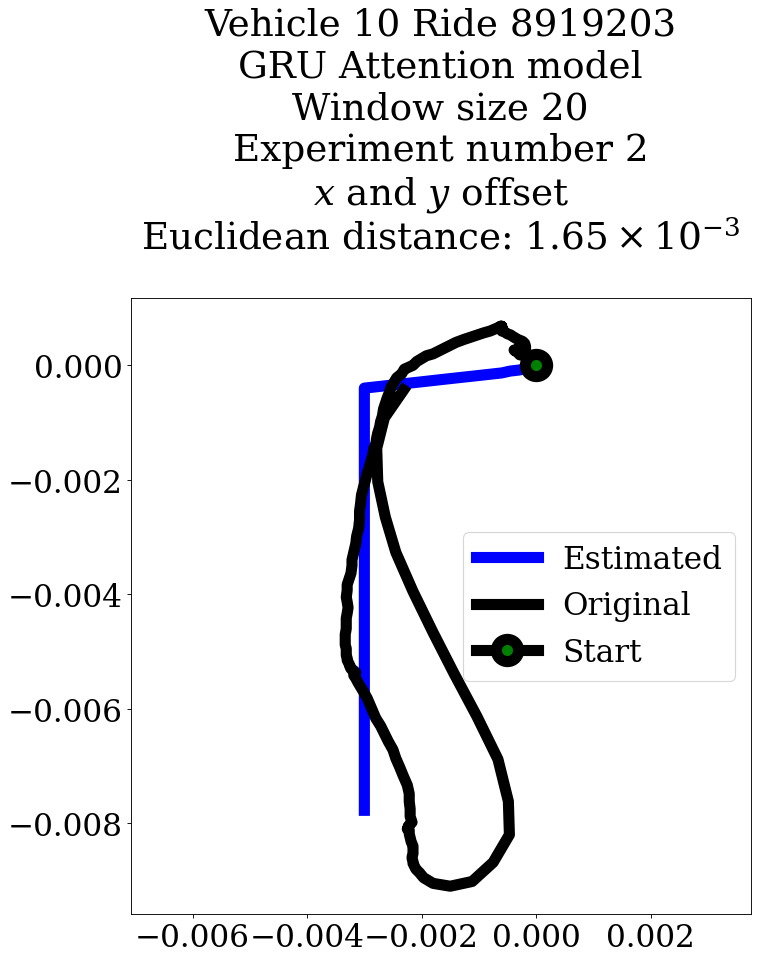 Vehicle 10 Ride 8919203
GRU Attention model
Window size 20
Experiment number 2
x and y offset
Euclidean distance: 1.65 × 10⁻³
0.000
−0.002
−0.004
−0.006
−0.008
Estimated
Original
Start
−0.006 −0.004 −0.002 0.000 0.002